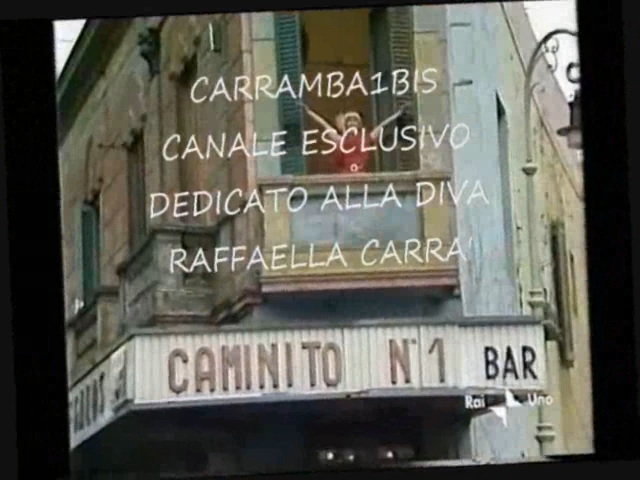 CARRAMBA1BIS
CANALE ESCLUSIVO
DEDICATO ALLA DIVA
RAFFAELLA CARRA'
CAMINITO N°1 BAR
Rai Uno